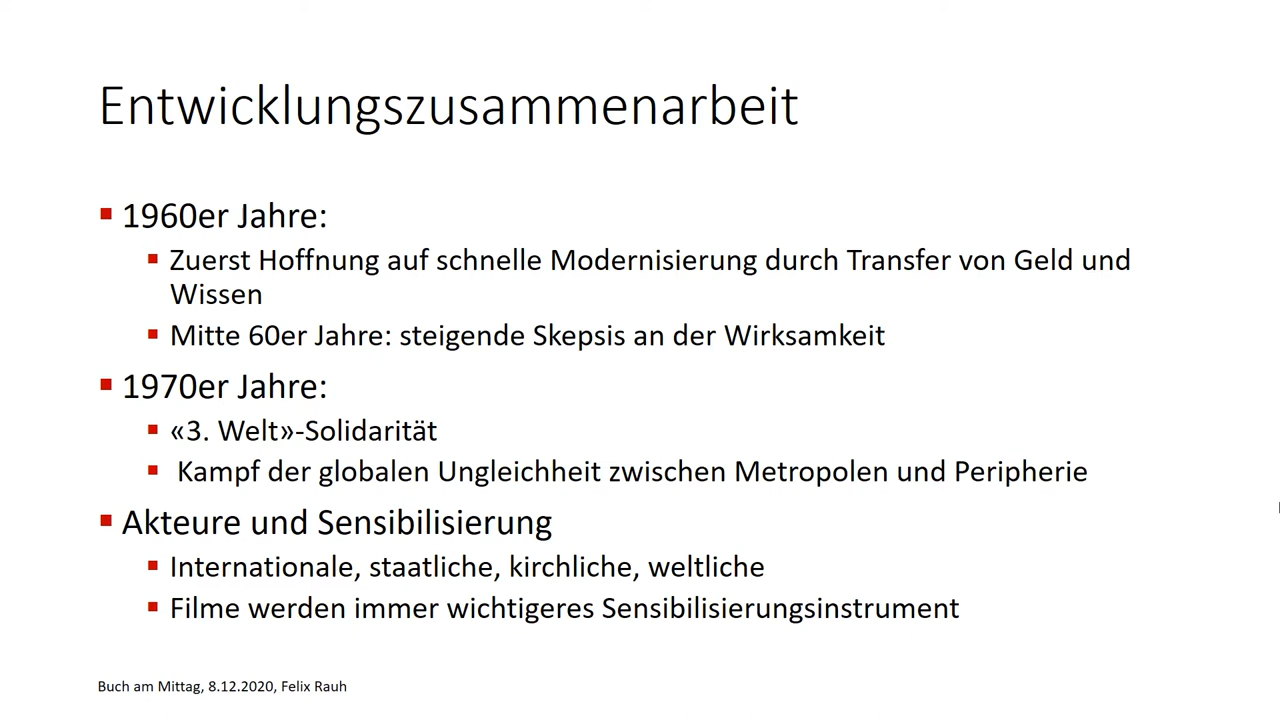 Entwicklungszusammenarbeit
1960er Jahre:
Zuerst Hoffnung auf schnelle Modernisierung durch Transfer von Geld und
Wissen
Mitte 60er Jahre: steigende Skepsis an der Wirksamkeit
1970er Jahre:
«3. Welt»-Solidarität
Kampf der globalen Ungleichheit zwischen Metropolen und Peripherie
Akteure und Sensibilisierung
Internationale, staatliche, kirchliche, weltliche
Filme werden immer wichtigeres Sensibilisierungsinstrument
Buch am Mittag, 8.12.2020, Felix Rauh